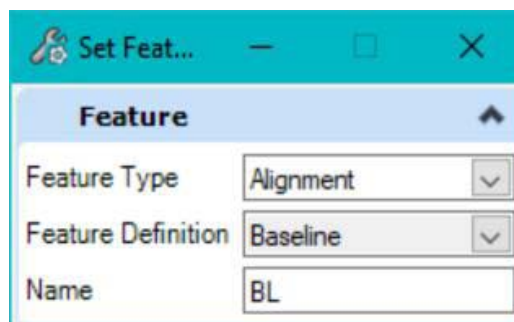 Set Feat...
Feature
Feature Type Alignment
Feature Definition Baseline
Name BL